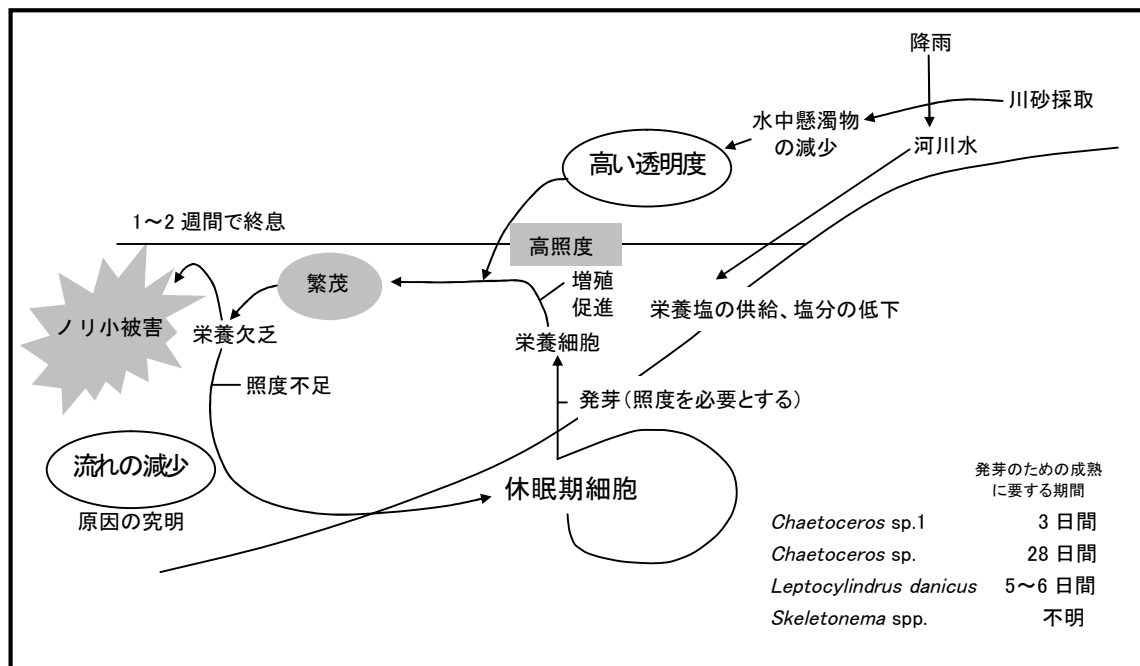 降雨
川砂採取
水中懸濁物
の減少
河川水
高い透明度
1～2 週間で終息
高照度
繁茂
増殖
促進
栄養塩の供給、塩分の低下
ノリ小被害
栄養欠乏
栄養細胞
照度不足
発芽（照度を必要とする）
流れの減少
原因の究明
休眠期細胞
発芽のための成熟
に要する期間
Chaetoceros sp.1 3 日間
Chaetoceros sp. 28 日間
Leptocylindrus danicus 5～6 日間
Skeletonema spp. 不明